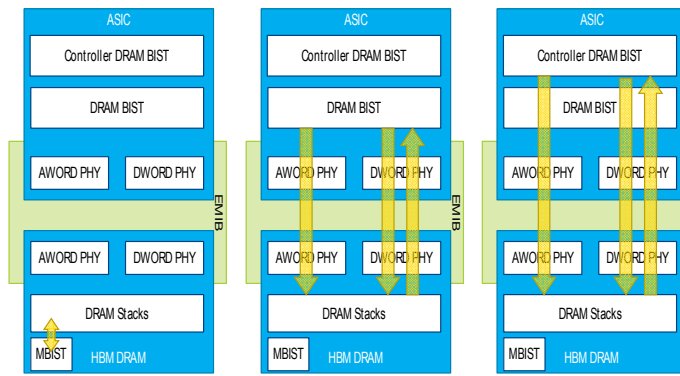 ASIC
Controller DRAM BIST
DRAM BIST
AWORD PHY
DWORD PHY
EMIB
AWORD PHY
DWORD PHY
DRAM Stacks
MBIST
HBM DRAM
ASIC
Controller DRAM BIST
DRAM BIST
AWORD PHY
DWORD PHY
EMIB
AWORD PHY
DWORD PHY
DRAM Stacks
MBIST
HBM DRAM
ASIC
Controller DRAM BIST
DRAM BIST
AWORD PHY
DWORD PHY
AWORD PHY
DWORD PHY
DRAM Stacks
MBIST
HBM DRAM